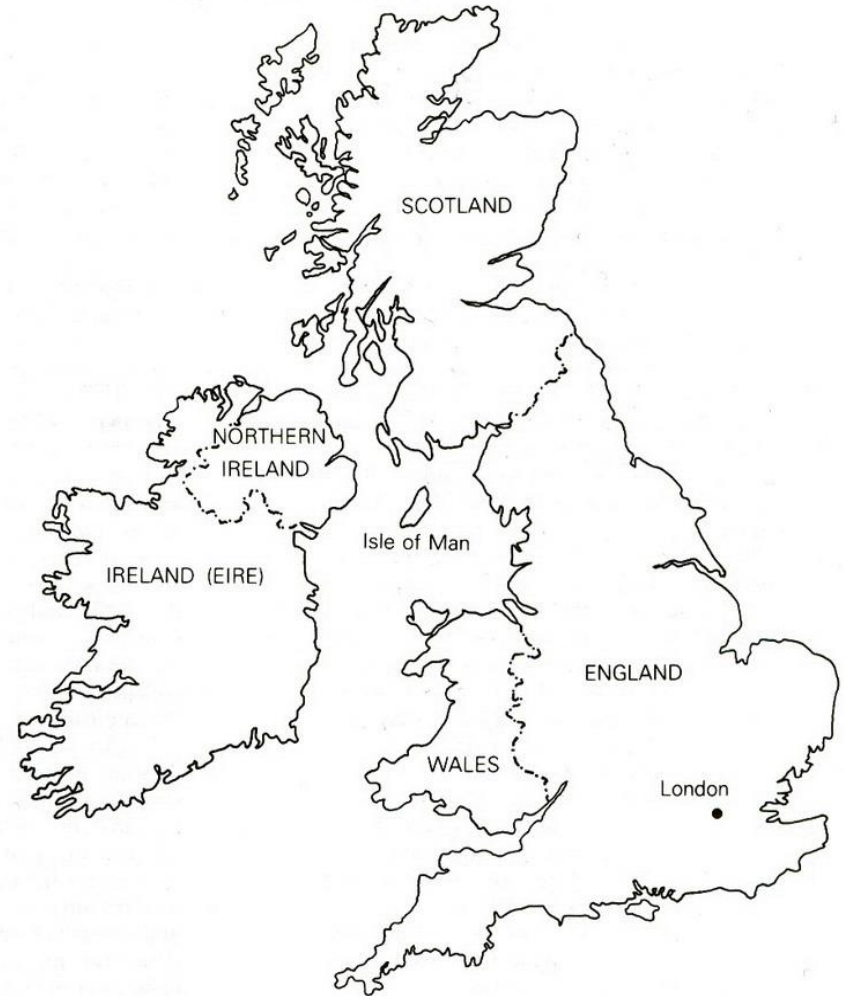 SCOTLAND
NORTHERN
IRELAND
Isle of Man
IRELAND (EIRE)
ENGLAND
WALES
London